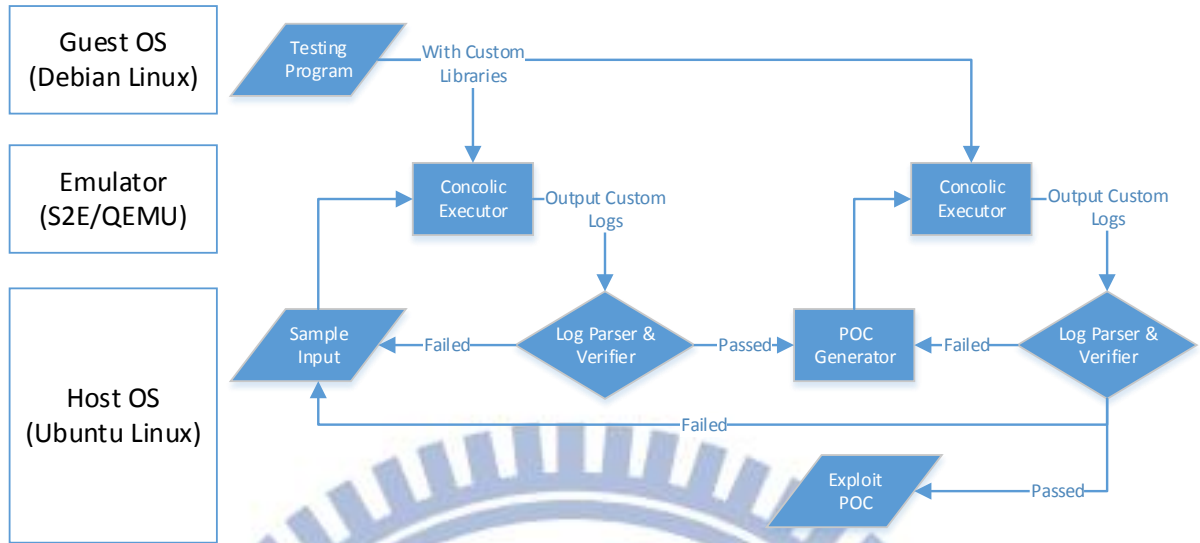 Guest OS
(Debian Linux)
Testing
Program
With Custom
Libraries
Emulator
(S2E/QEMU)
Concolic
Executor
Output Custom
Logs
Concolic
Executor
Output Custom
Logs
Host OS
(Ubuntu Linux)
Sample
Input
Failed
Log Parser &
Verifier
Passed
POC
Generator
Failed
Log Parser &
Verifier
Failed
Exploit
POC
Passed